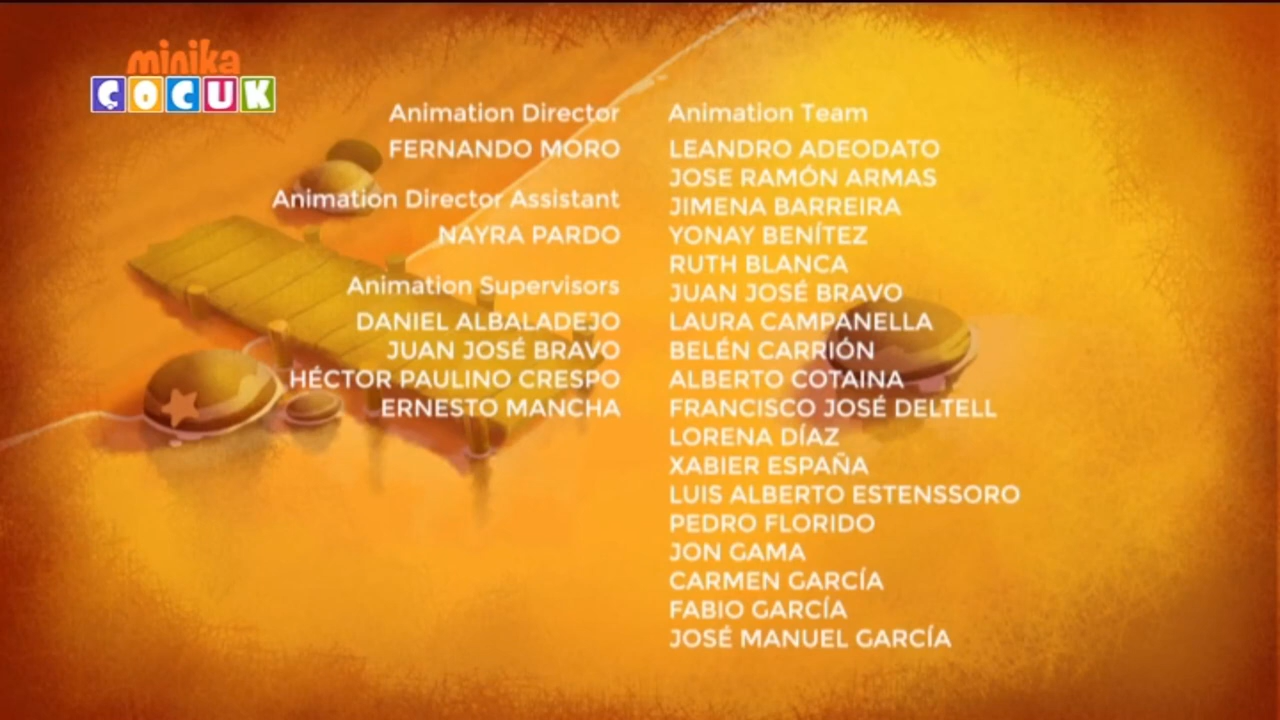 minika
ÇOCUK
Animation Director
FERNANDO MORO
Animation Director Assistant
NAYRA PARDO
Animation Supervisors
DANIEL ALBALADEJO
JUAN JOSÉ BRAVO
HÉCTOR PAULINO CRESPO
ERNESTO MANCHA
Animation Team
LEANDRO ADEODATO
JOSE RAMÓN ARMAS
JIMENA BARREIRA
YONAY BENÍTEZ
RUTH BLANCA
JUAN JOSÉ BRAVO
LAURA CAMPANELLA
BELÉN CARRIÓN
ALBERTO COTAINA
FRANCISCO JOSÉ DELTELL
LORENA DÍAZ
XABIER ESPAÑA
LUIS ALBERTO ESTENSSORO
PEDRO FLORIDO
JON GAMA
CARMEN GARCÍA
FABIO GARCÍA
JOSÉ MANUEL GARCÍA